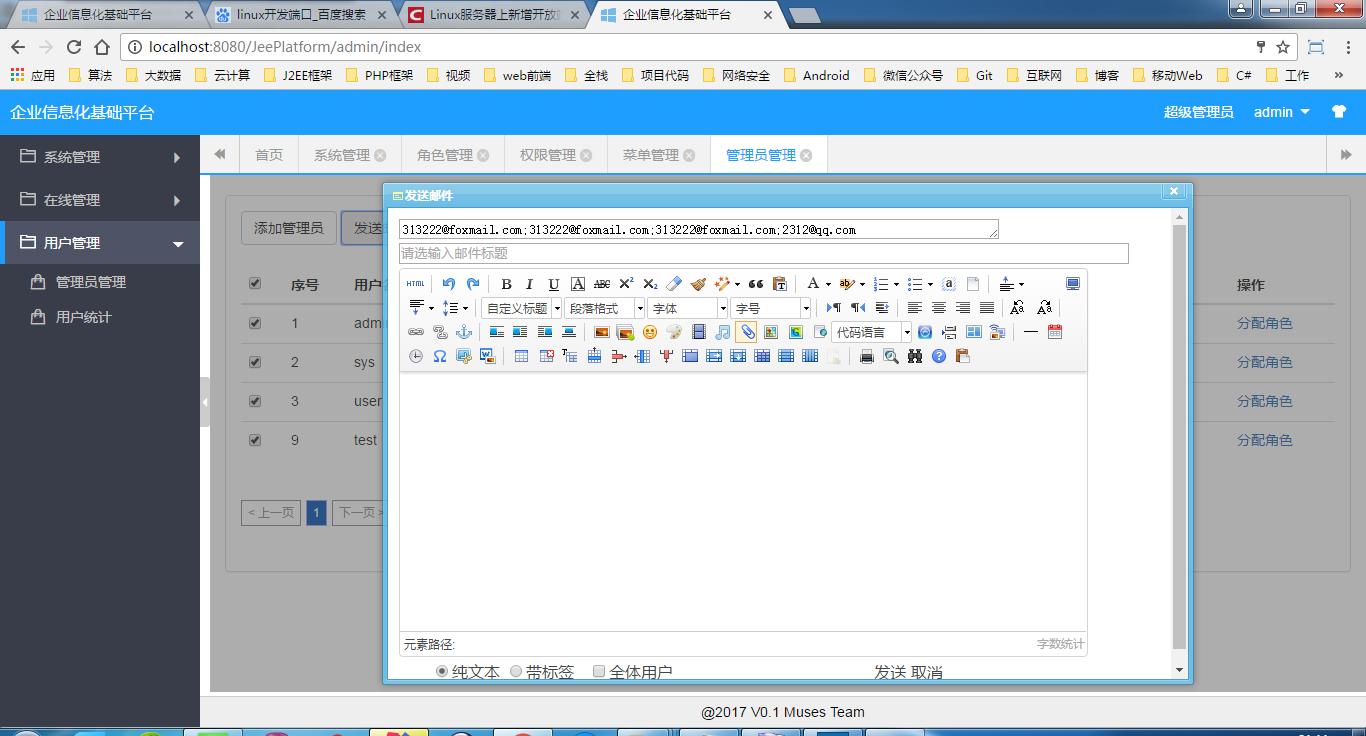 企业信息化基础平台
linux开发端口_百度搜索
Linux服务器上新增开放
企业信息化基础平台
localhost:8080/JeePlatform/admin/index
应用 算法 大数据 云计算 J2EE框架 PHP框架 视频 web前端 全栈 项目代码 网络安全 Android 微信公众号 Git 互联网 博客 移动Web C# 工作 »
企业信息化基础平台
超级管理员 admin
系统管理
在线管理
用户管理
管理员管理
用户统计
首页 系统管理 角色管理 权限管理 菜单管理 管理员管理
添加管理员 发送
序号 用户 操作
1 admi 分配角色
2 sys 分配角色
3 user 分配角色
9 test 分配角色
< 上一页 1 下一页 >
发送邮件
313222@foxmail.com;313222@foxmail.com;313222@foxmail.com;2312@qq.com
请选输入邮件标题
HTML B I U A ABC X² X₂ A ab a
自定义标题 段落格式 字体 字号
代码语言
元素路径: 字数统计
纯文本 带标签 全体用户 发送 取消
@2017 V0.1 Muses Team